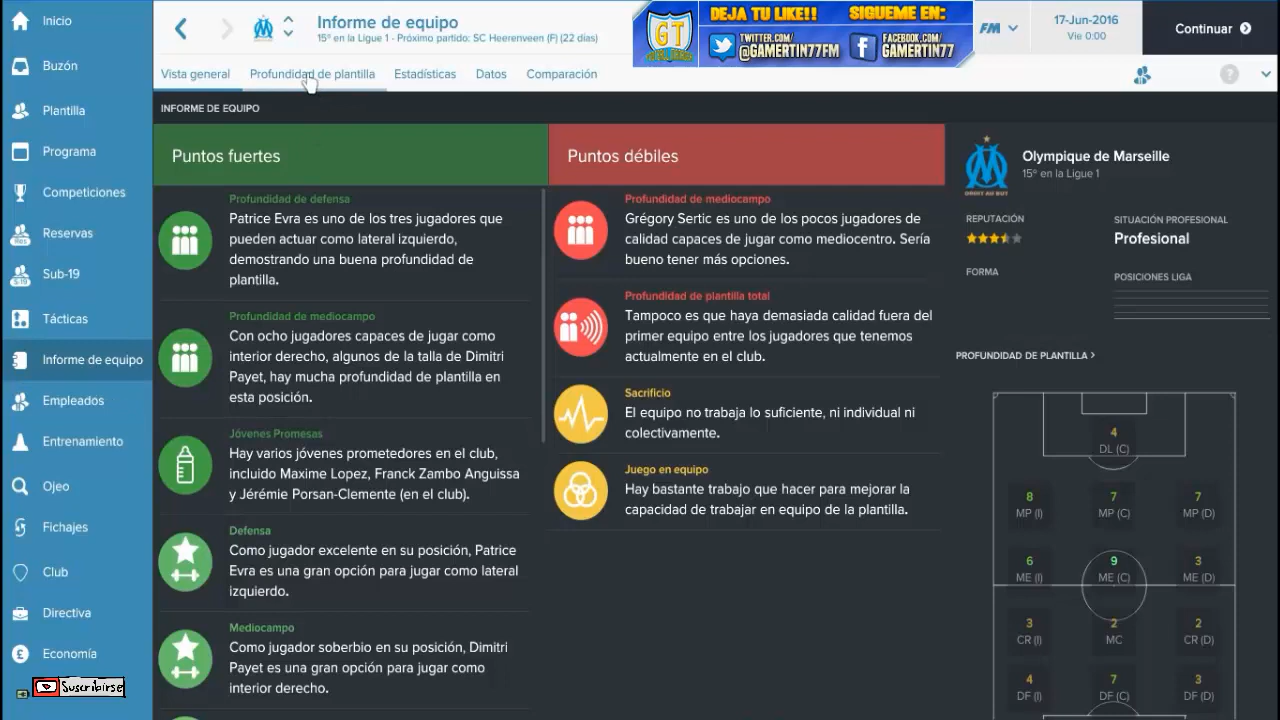 Inicio
Buzón
Plantilla
Programa
Competiciones
Reservas
Sub-19
Tácticas
Informe de equipo
Empleados
Entrenamiento
Ojeo
Fichajes
Club
Directiva
Economía
Suscribirse
Informe de equipo
15º en la Ligue 1 - Próximo partido: SC Heerenveen (F) (22 días)
GT
DEJA TU LIKE!!
SIGUEME EN:
TWITTER.COM/
@GAMERTIN77FM
FACEBOOK.COM/
GAMERTIN77
FM
17-Jun-2016
Vie 0:00
Continuar
Vista general
Profundidad de plantilla
Estadísticas
Datos
Comparación
?
INFORME DE EQUIPO
Puntos fuertes
Profundidad de defensa
Patrice Evra es uno de los tres jugadores que
pueden actuar como lateral izquierdo,
demostrando una buena profundidad de
plantilla.
Profundidad de mediocampo
Con ocho jugadores capaces de jugar como
interior derecho, algunos de la talla de Dimitri
Payet, hay mucha profundidad de plantilla en
esta posición.
Jóvenes Promesas
Hay varios jóvenes prometedores en el club,
incluido Maxime Lopez, Franck Zambo Anguissa
y Jérémie Porsan-Clemente (en el club).
Defensa
Como jugador excelente en su posición, Patrice
Evra es una gran opción para jugar como lateral
izquierdo.
Mediocampo
Como jugador soberbio en su posición, Dimitri
Payet es una gran opción para jugar como
interior derecho.
Puntos débiles
Profundidad de mediocampo
Grégory Sertic es uno de los pocos jugadores de
calidad capaces de jugar como mediocentro. Sería
bueno tener más opciones.
Profundidad de plantilla total
Tampoco es que haya demasiada calidad fuera del
primer equipo entre los jugadores que tenemos
actualmente en el club.
Sacrificio
El equipo no trabaja lo suficiente, ni individual ni
colectivamente.
Juego en equipo
Hay bastante trabajo que hacer para mejorar la
capacidad de trabajar en equipo de la plantilla.
Olympique de Marseille
15º en la Ligue 1
REPUTACIÓN
SITUACIÓN PROFESIONAL
Profesional
FORMA
POSICIONES LIGA
PROFUNDIDAD DE PLANTILLA >
4
DL (C)
8 7 7
MP (I) MP (C) MP (D)
6 9 3
ME (I) ME (C) ME (D)
3 2 2
CR (I) MC CR (D)
4 7 3
DF (I) DF (C) DF (D)